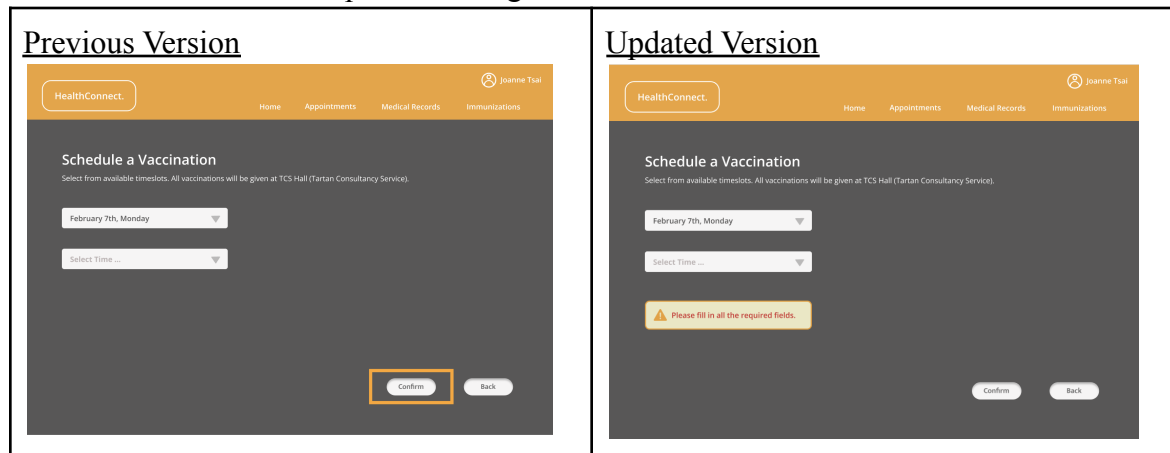 Previous Version
Joanne Tsai
HealthConnect.
Home Appointments Medical Records Immunizations
Schedule a Vaccination
Select from available timeslots. All vaccinations will be given at TCS Hall (Tartan Consultancy Service).
February 7th, Monday
Select Time ...
Confirm Back
Updated Version
Joanne Tsai
HealthConnect.
Home Appointments Medical Records Immunizations
Schedule a Vaccination
Select from available timeslots. All vaccinations will be given at TCS Hall (Tartan Consultancy Service).
February 7th, Monday
Select Time ...
Please fill in all the required fields.
Confirm Back